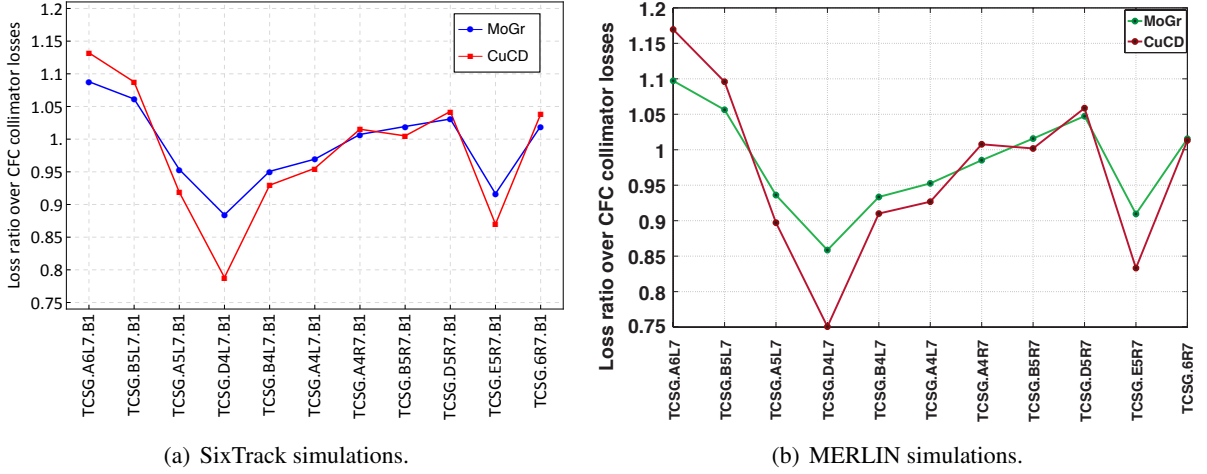 Loss ratio over CFC collimator losses
1.2
1.15
1.1
1.05
1
0.95
0.9
0.85
0.8
0.75
MoGr
CuCD
TCSG.A6L7.B1
TCSG.B5L7.B1
TCSG.A5L7.B1
TCSG.D4L7.B1
TCSG.B4L7.B1
TCSG.A4L7.B1
TCSG.A4R7.B1
TCSG.B5R7.B1
TCSG.D5R7.B1
TCSG.E5R7.B1
TCSG.6R7.B1
(a) SixTrack simulations.
Loss ratio over CFC collimator losses
1.2
1.15
1.1
1.05
1
0.95
0.9
0.85
0.8
0.75
MoGr
CuCD
TCSG.A6L7
TCSG.B5L7
TCSG.A5L7
TCSG.D4L7
TCSG.B4L7
TCSG.A4L7
TCSG.A4R7
TCSG.B5R7
TCSG.D5R7
TCSG.E5R7
TCSG.6R7
(b) MERLIN simulations.